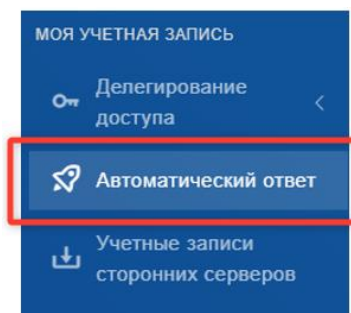 МОЯ УЧЕТНАЯ ЗАПИСЬ
Делегирование
доступа
Автоматический ответ
Учетные записи
сторонних серверов